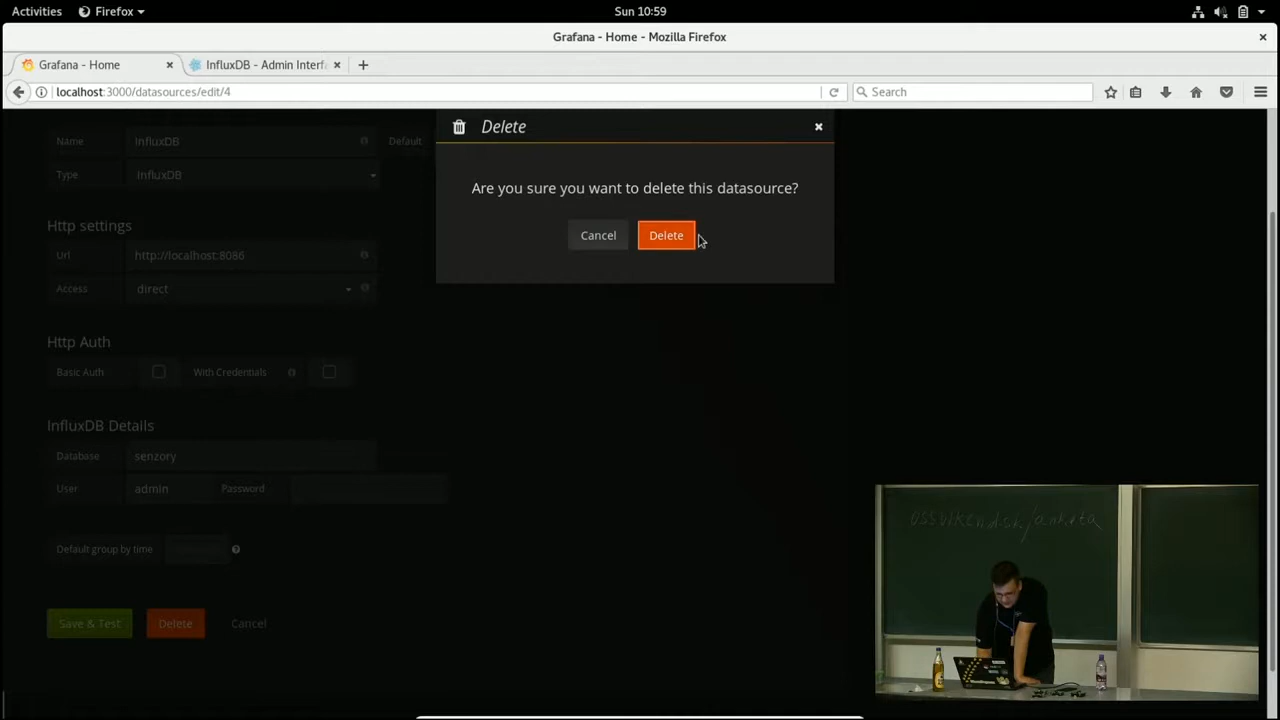 Activities Firefox Sun 10:59
Grafana - Home - Mozilla Firefox
Grafana - Home InfluxDB - Admin Interf
localhost:3000/datasources/edit/4 Search
Delete
Name InfluxDB Default
Type InfluxDB
Are you sure you want to delete this datasource?
Cancel Delete
Http settings
Url http://localhost:8086
Access direct
Http Auth
Basic Auth With Credentials
InfluxDB Details
Database senzory
User admin Password
Default group by time
Save & Test Delete Cancel